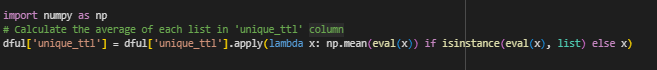 import numpy as np
# Calculate the average of each list in 'unique_ttl' column
dful['unique_ttl'] = dful['unique_ttl'].apply(lambda x: np.mean(eval(x)) if isinstance(eval(x), list) else x)